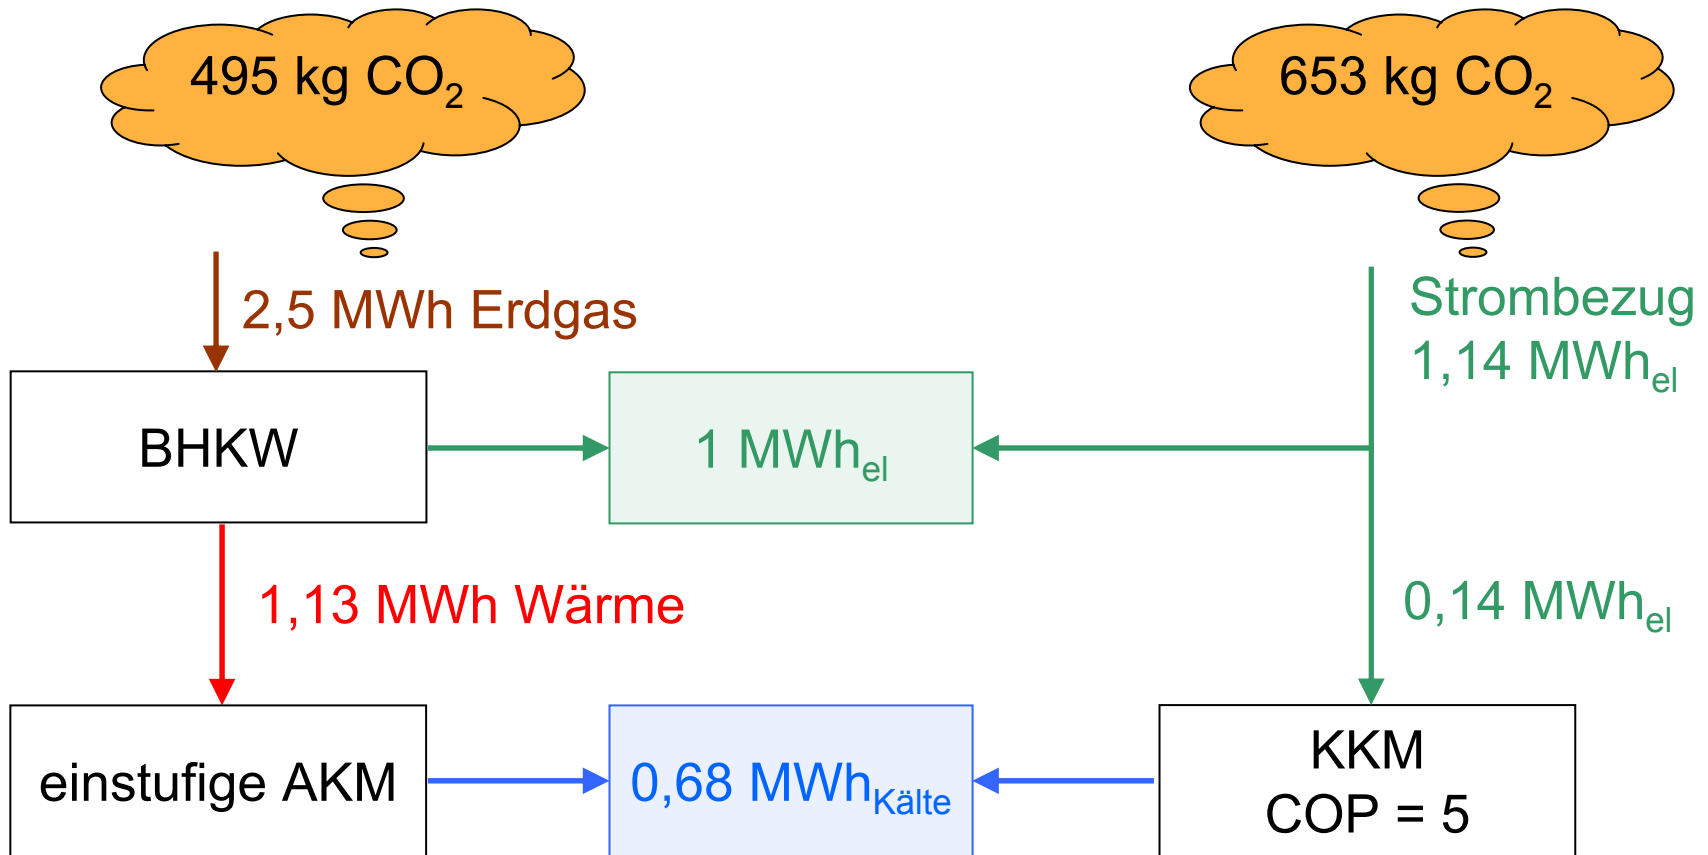 495 kg CO₂
653 kg CO₂
2,5 MWh Erdgas
Strombezug
1,14 MWhel
BHKW
1 MWhel
1,13 MWh Wärme
0,14 MWhel
einstufige AKM
0,68 MWhKälte
KKM
COP = 5